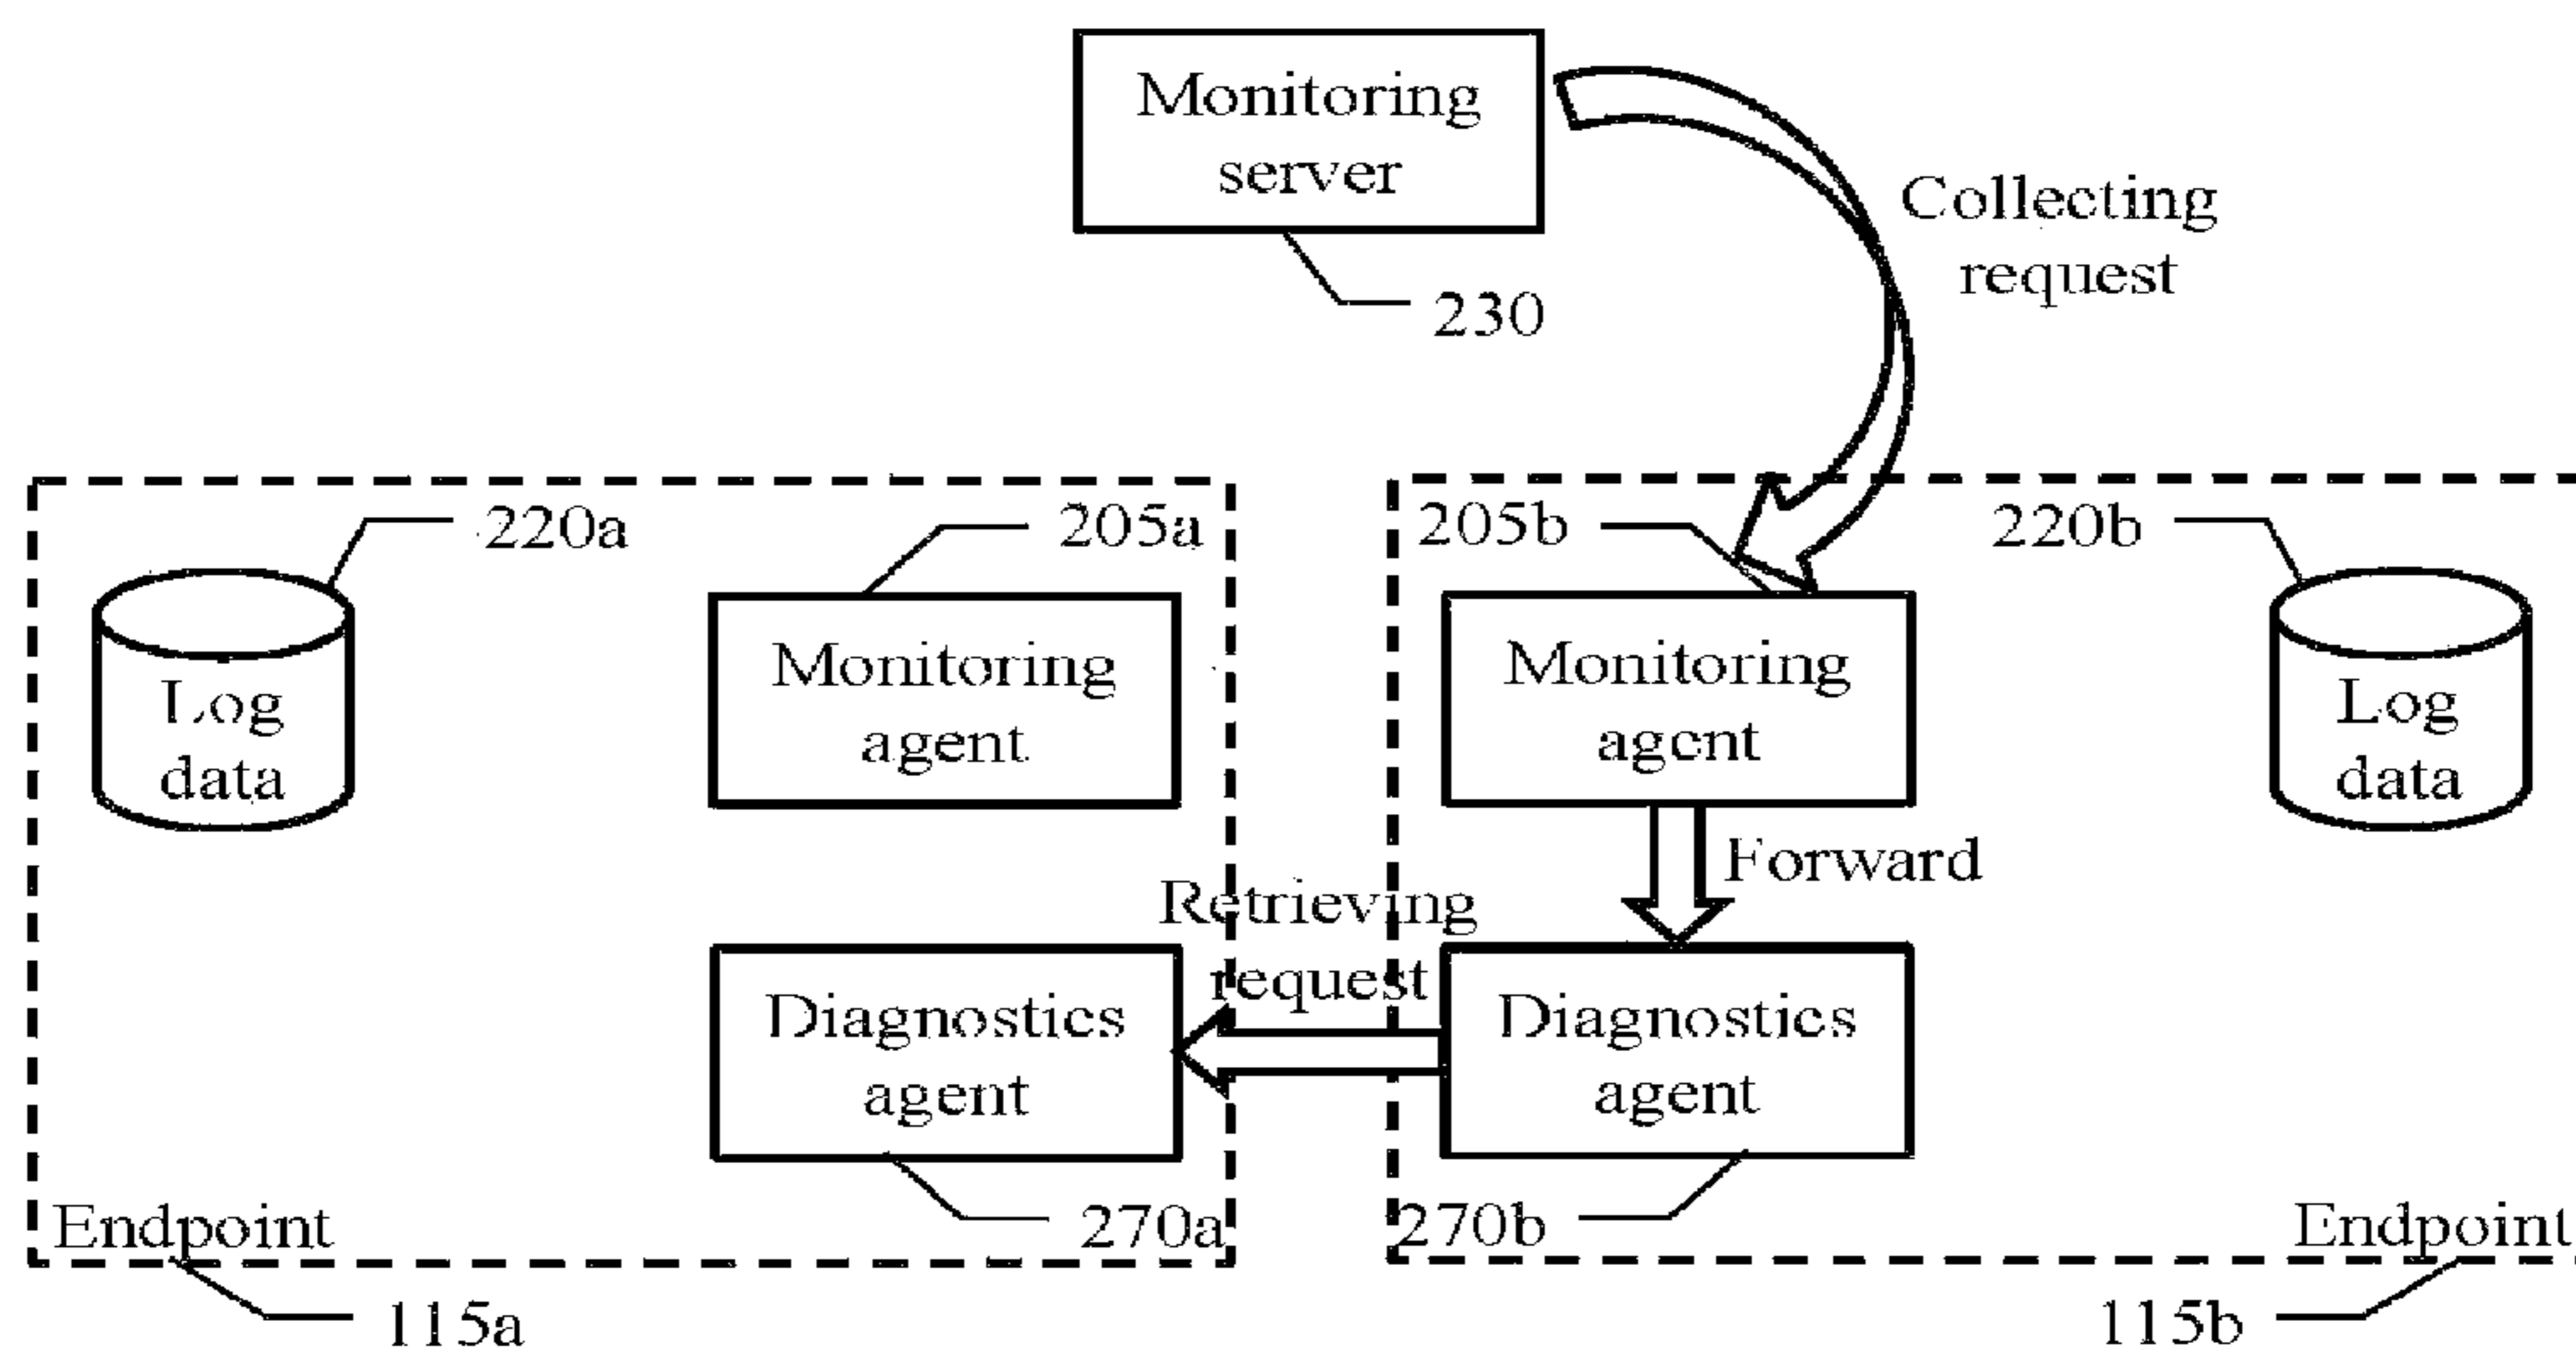 Monitoring
server
Collecting
request
230
220a
205a
205b
220b
Log
data
Monitoring
agent
Monitoring
agent
Log
data
Forward
Retrieving
request
Diagnostics
agent
Diagnostics
agent
Endpoint
270a
270b
Endpoint
115a
115b